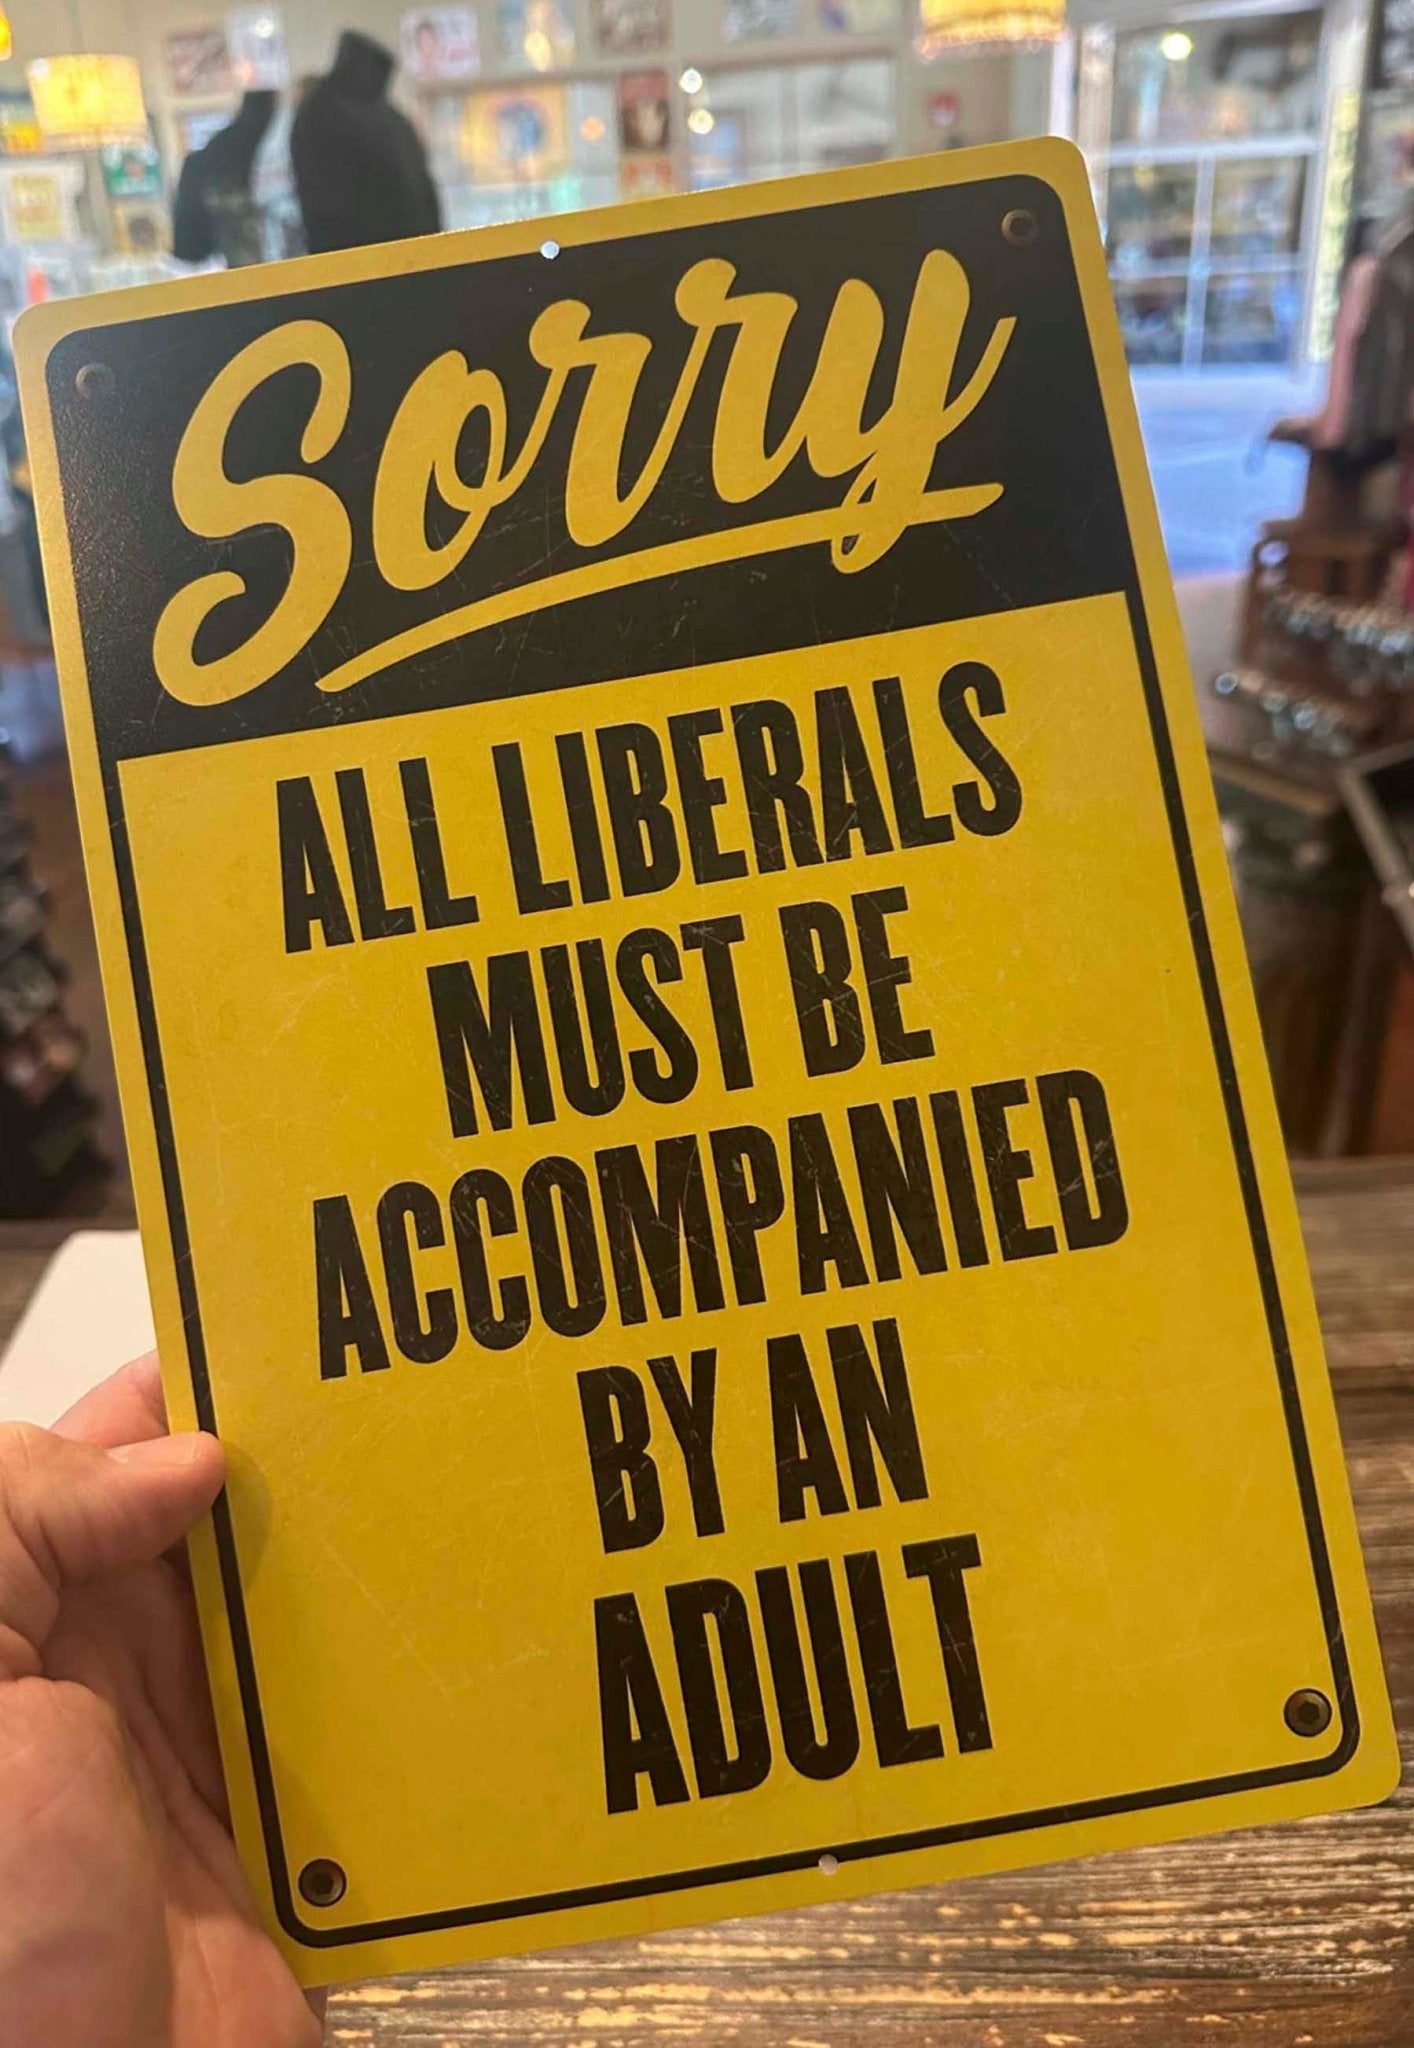 Sorry
ALL LIBERALS
MUST BE
ACCOMPANIED
BY AN
ADULT